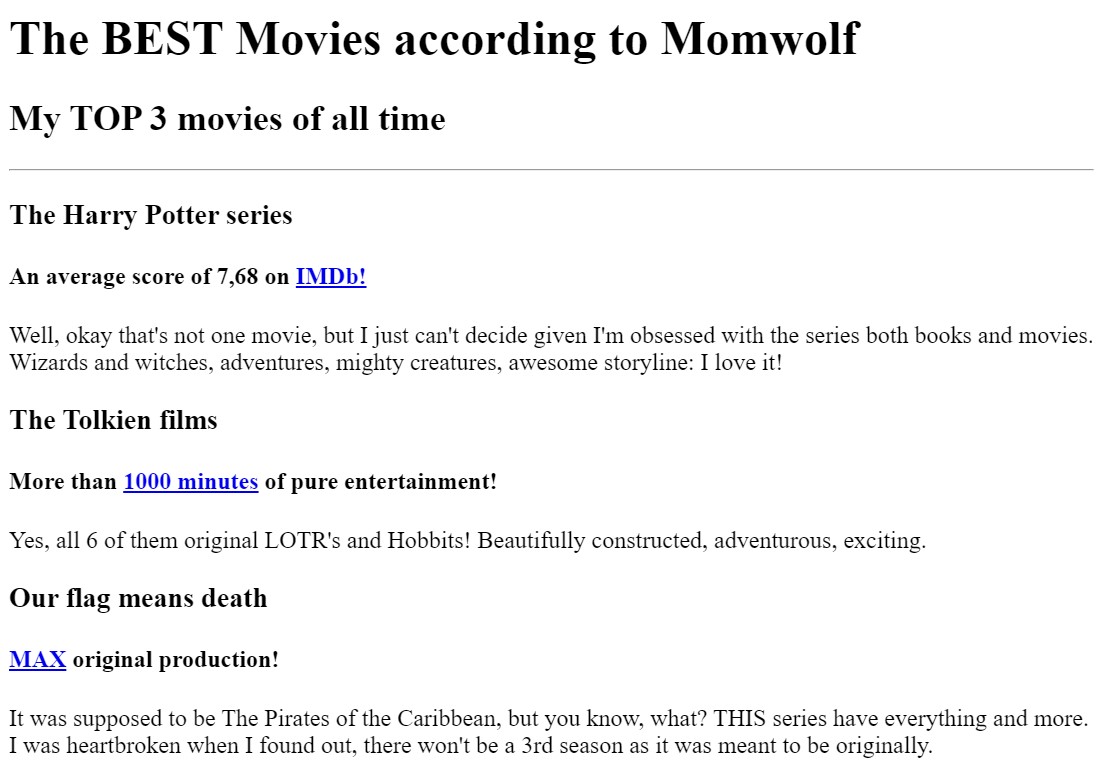 The BEST Movies according to Momwolf
My TOP 3 movies of all time
The Harry Potter series
An average score of 7,68 on IMDb!
Well, okay that's not one movie, but I just can't decide given I'm obsessed with the series both books and movies.
Wizards and witches, adventures, mighty creatures, awesome storyline: I love it!
The Tolkien films
More than 1000 minutes of pure entertainment!
Yes, all 6 of them original LOTR's and Hobbits! Beautifully constructed, adventurous, exciting.
Our flag means death
MAX original production!
It was supposed to be The Pirates of the Caribbean, but you know, what? THIS series have everything and more.
I was heartbroken when I found out, there won't be a 3rd season as it was meant to be originally.